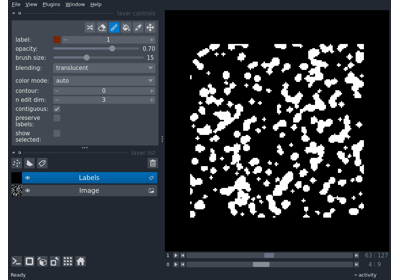 File View Plugins Window Help
layer controls
label: 1
opacity: 0.70
brush size: 15
blending: translucent
color mode: auto
contour: 0
n edit dim: 3
contiguous:
preserve
labels:
show
selected:
layer list
Labels
Image
1 63 127
0 4 9
Ready
activity